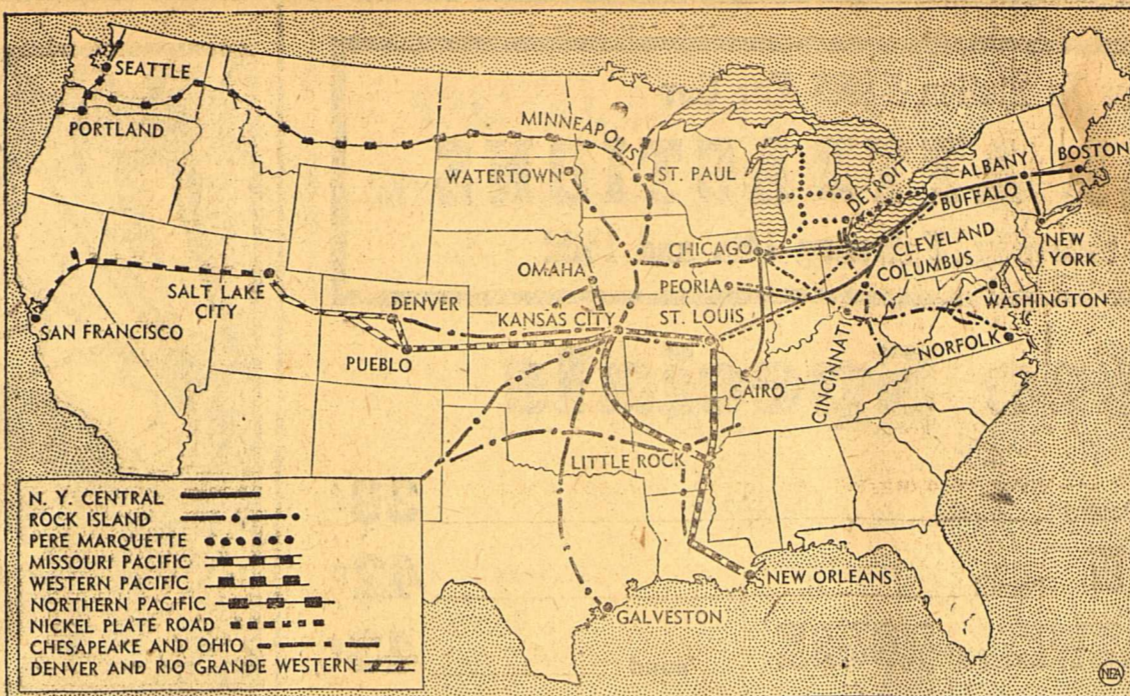 SEATTLE
PORTLAND
MINNEAPOLIS
WATERTOWN
ST. PAUL
DETROIT
ALBANY
BOSTON
BUFFALO
CHICAGO
CLEVELAND
NEW
YORK
OMAHA
PEORIA
COLUMBUS
SALT LAKE
CITY
DENVER
KANSAS CITY
ST. LOUIS
WASHINGTON
SAN FRANCISCO
PUEBLO
CINCINNATI
NORFOLK
CAIRO
LITTLE ROCK
N. Y. CENTRAL
ROCK ISLAND
PERE MARQUETTE
MISSOURI PACIFIC
WESTERN PACIFIC
NORTHERN PACIFIC
NICKEL PLATE ROAD
CHESAPEAKE AND OHIO
DENVER AND RIO GRANDE WESTERN
NEW ORLEANS
GALVESTON
NEA